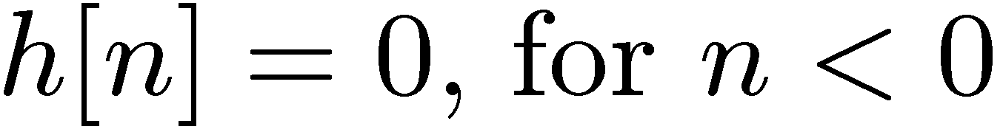 h[n] = 0, for n < 0